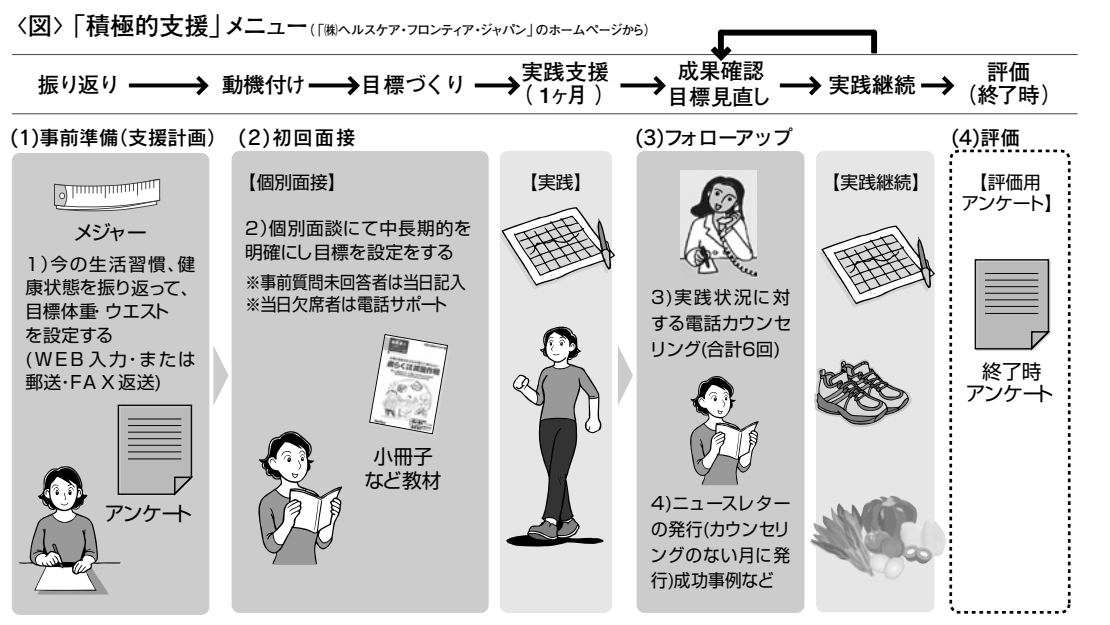 〈図〉「積極的支援」メニュー(「㈱ヘルスケア・フロンティア・ジャパン」のホームページから)
振り返り
動機付け
目標づくり
実践支援
(1ヶ月)
成果確認
目標見直し
実践継続
評価
(終了時)
(1)事前準備(支援計画)
メジャー
1)今の生活習慣、健
康状態を振り返って、
目標体重・ウエスト
を設定する
(WEB入力・または
郵送・FAX返送)
アンケート
(2)初回面接
【個別面接】
2)個別面談にて中長期的を
明確にし目標を設定をする
※事前質問未回答者は当日記入
※当日欠席者は電話サポート
小冊子
など教材
【実践】
(3)フォローアップ
3)実践状況に対
する電話カウンセ
リング(合計6回)
4)ニュースレター
の発行(カウンセリ
ングのない月に発
行)成功事例など
【実践継続】
(4)評価
【評価用
アンケート】
終了時
アンケート